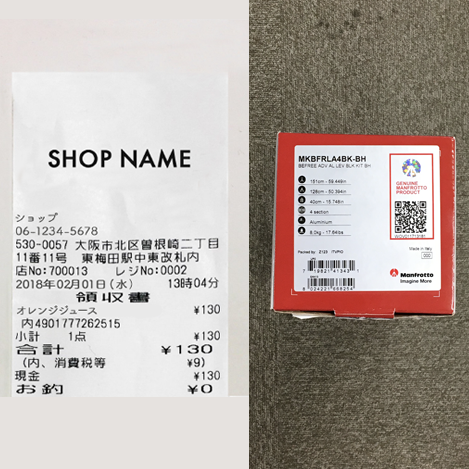 SHOP NAME
ショップ
06-1234-5678
530-0057 大阪市北区曽根崎二丁目
11番11号 東梅田駅中東改札内
店No:700013 レジNo:0002
2018年02月01日(水) 13時04分
領収書
オレンジジュース ¥130
内4901777262515
小計 1点 ¥130
合計 ¥130
(内、消費税等 ¥9)
現金 ¥130
お釣 ¥0
MKBFRLA4BK-BH
BEFREE ADV AL LEV BLK KIT BH
151cm - 59.449in
128cm - 50.394in
40cm - 15.748in
4 section
Aluminium
8.0kg - 17.64lbs
GENUINE
MANFROTTO
PRODUCT
Made in Italy
Manfrotto
Imagine More